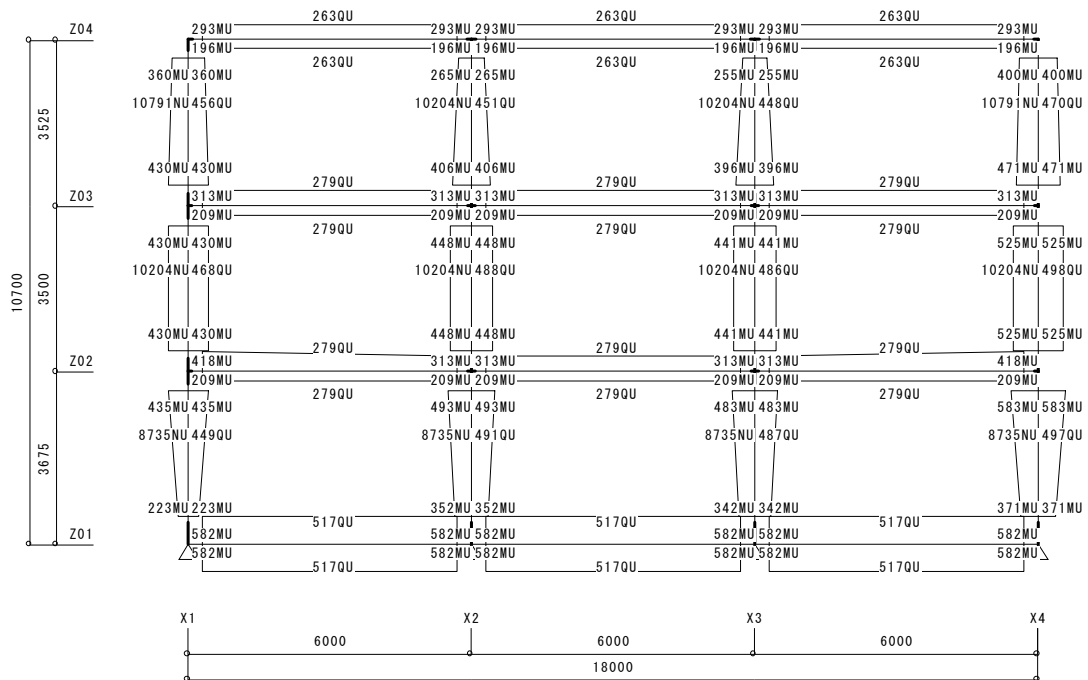 263QU 263QU 263QU
Z04 293MU 293MU 293MU 293MU 293MU 293MU
196MU 196MU 196MU 196MU 196MU 196MU
263QU 263QU 263QU
360MU 360MU 265MU 265MU 255MU 255MU 400MU 400MU
10791NU 456QU 10204NU 451QU 10204NU 448QU 10791NU 470QU
3525
430MU 430MU 406MU 406MU 396MU 396MU 471MU 471MU
279QU 279QU 279QU
Z03 313MU 313MU 313MU 313MU 313MU 313MU
209MU 209MU 209MU 209MU 209MU 209MU
279QU 279QU 279QU
430MU 430MU 448MU 448MU 441MU 441MU 525MU 525MU
10204NU 468QU 10204NU 488QU 10204NU 486QU 10204NU 498QU
10700 3500
430MU 430MU 448MU 448MU 441MU 441MU 525MU 525MU
279QU 279QU 279QU
Z02 418MU 313MU 313MU 313MU 313MU 418MU
209MU 209MU 209MU 209MU 209MU 209MU
279QU 279QU 279QU
435MU 435MU 493MU 493MU 483MU 483MU 583MU 583MU
8735NU 449QU 8735NU 491QU 8735NU 487QU 8735NU 497QU
3675
223MU 223MU 352MU 352MU 342MU 342MU 371MU 371MU
517QU 517QU 517QU
Z01 582MU 582MU 582MU 582MU 582MU 582MU
582MU 582MU 582MU 582MU 582MU 582MU
517QU 517QU 517QU
X1 X2 X3 X4
6000 6000 6000
18000